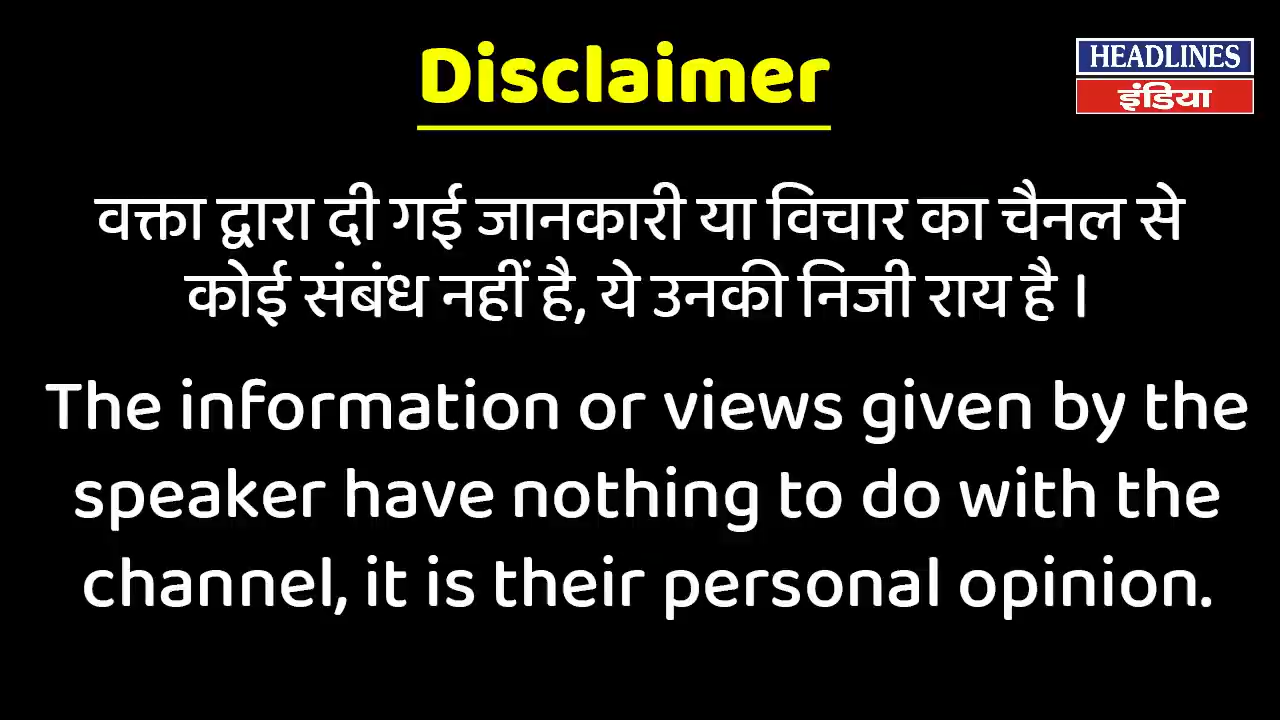 Disclaimer
HEADLINES
इंडिया
वक्ता द्वारा दी गई जानकारी या विचार का चैनल से
कोई संबंध नहीं है, ये उनकी निजी राय है ।
The information or views given by the
speaker have nothing to do with the
channel, it is their personal opinion.